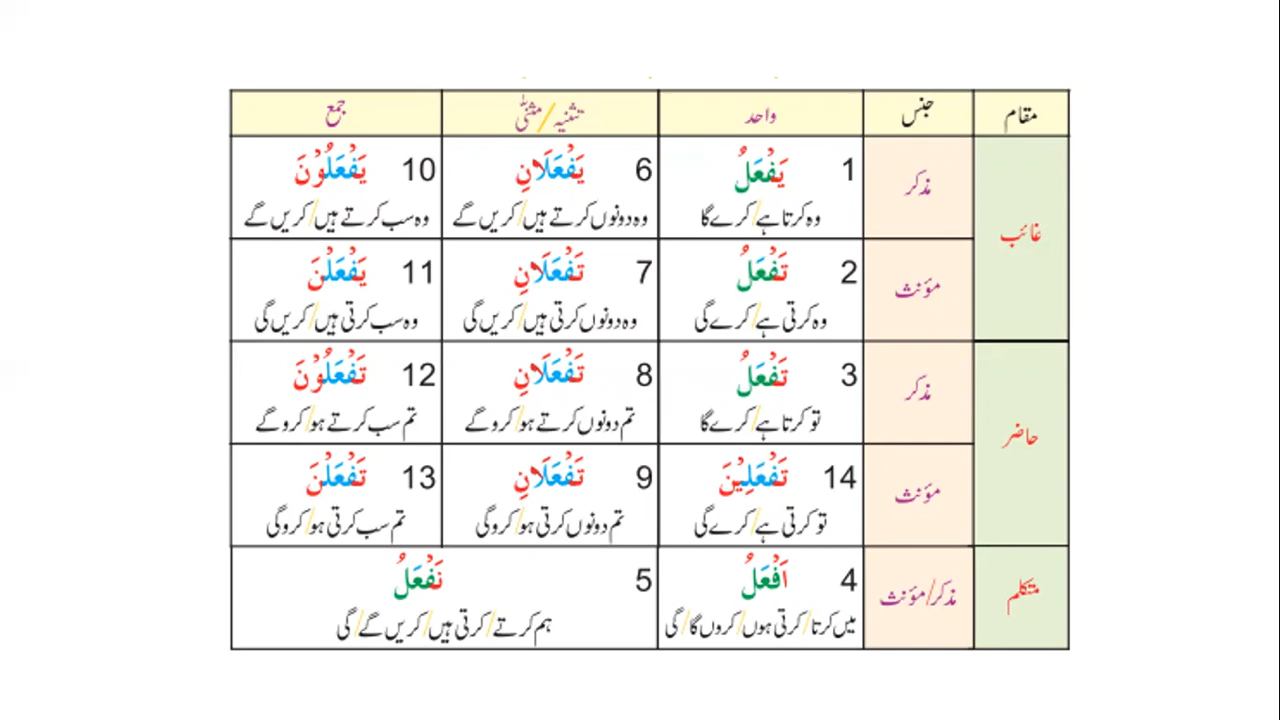 مقام جنس واحد تثنیہ/مثنّٰی جمع
غائب
مذکر
1 يَفْعَلُ
وہ کرتا ہے/کرے گا
6 يَفْعَلَانِ
وہ دونوں کرتے ہیں/کریں گے
10 يَفْعَلُوْنَ
وہ سب کرتے ہیں/کریں گے
مؤنث
2 تَفْعَلُ
وہ کرتی ہے/کرے گی
7 تَفْعَلَانِ
وہ دونوں کرتی ہیں/کریں گی
11 يَفْعَلْنَ
وہ سب کرتی ہیں/کریں گی
حاضر
مذکر
3 تَفْعَلُ
تو کرتا ہے/کرے گا
8 تَفْعَلَانِ
تم دونوں کرتے ہو/کرو گے
12 تَفْعَلُوْنَ
تم سب کرتے ہو/کرو گے
مؤنث
14 تَفْعَلِيْنَ
تو کرتی ہے/کرے گی
9 تَفْعَلَانِ
تم دونوں کرتی ہو/کرو گی
13 تَفْعَلْنَ
تم سب کرتی ہو/کرو گی
متکلم
مذکر/مؤنث
4 اَفْعَلُ
میں کرتا/کرتی ہوں/کروں گا/گی
5 نَفْعَلُ
ہم کرتے/کرتی ہیں/کریں گے/گی